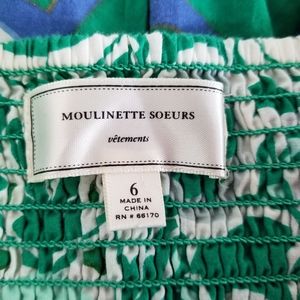 MOULINETTE SOEURS
vêtements
6
MADE IN
CHINA
RN # 66170